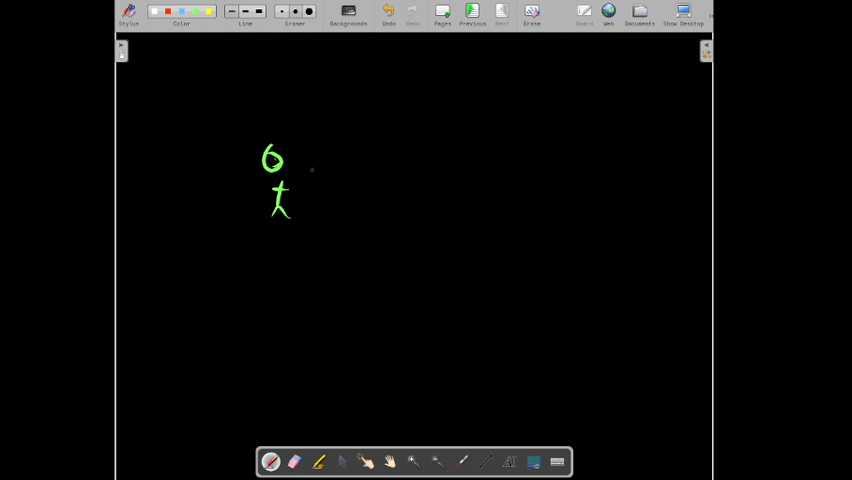 Stylus Color Line Eraser Backgrounds Undo Redo Pages Previous Next Erase Board Web Documents Show Desktop
6